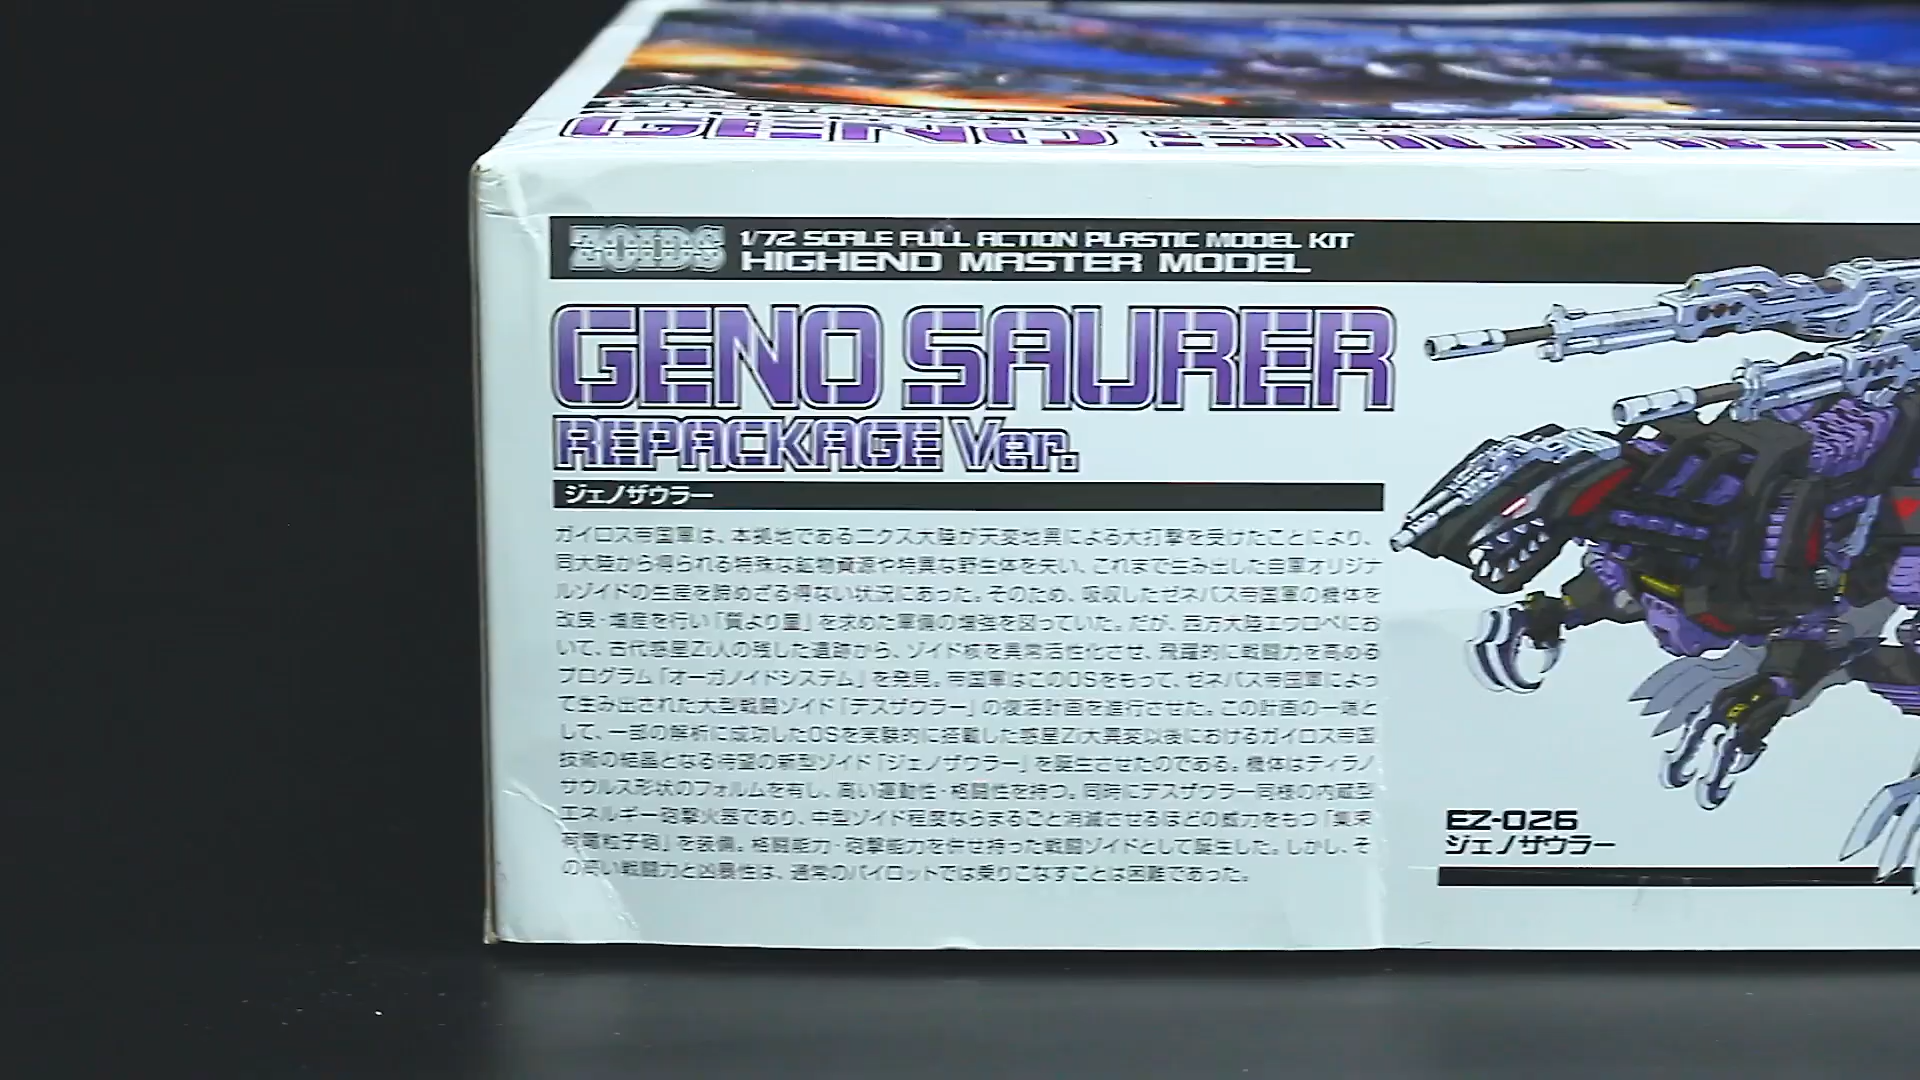 GENO SAURER
ZOIDS 1/72 SCALE FULL ACTION PLASTIC MODEL KIT
HIGHEND MASTER MODEL
GENO SAURER
REPACKAGE Ver.
ジェノザウラー
ガイロス帝国軍は、本拠地であるニクス大陸が天変地異による大打撃を受けたことにより、
同大陸から得られる特殊な鉱物資源や特異な野生体を失い、これまで生み出した自軍オリジナ
ルゾイドの生産を諦めざる得ない状況にあった。そのため、吸収したゼネバス帝国軍の機体を
改良・増産を行い「質より量」を求めた軍備の増強を図っていた。だが、西方大陸エウロペにお
いて、古代惑星Zi人の残した遺跡から、ゾイド核を異常活性化させ、飛躍的に戦闘力を高める
プログラム「オーガノイドシステム」を発見。帝国軍はこのOSをもって、ゼネバス帝国軍によっ
て生み出された大型戦闘ゾイド「デスザウラー」の復活計画を進行させた。この計画の一端と
して、一部の解析に成功したOSを実験的に搭載した惑星Zi大異変以後におけるガイロス帝国
技術の結晶となる待望の新型ゾイド「ジェノザウラー」を誕生させたのである。機体はティラノ
サウルス形状のフォルムを有し、高い運動性・格闘性を持つ。同時にデスザウラー同様の内蔵型
エネルギー砲撃火器であり、中型ゾイド程度ならまるごと消滅させるほどの威力をもつ「集束
荷電粒子砲」を装備。格闘能力・砲撃能力を併せ持った戦闘ゾイドとして誕生した。しかし、そ
の高い戦闘力と凶暴性は、通常のパイロットでは乗りこなすことは困難であった。
EZ-026
ジェノザウラー